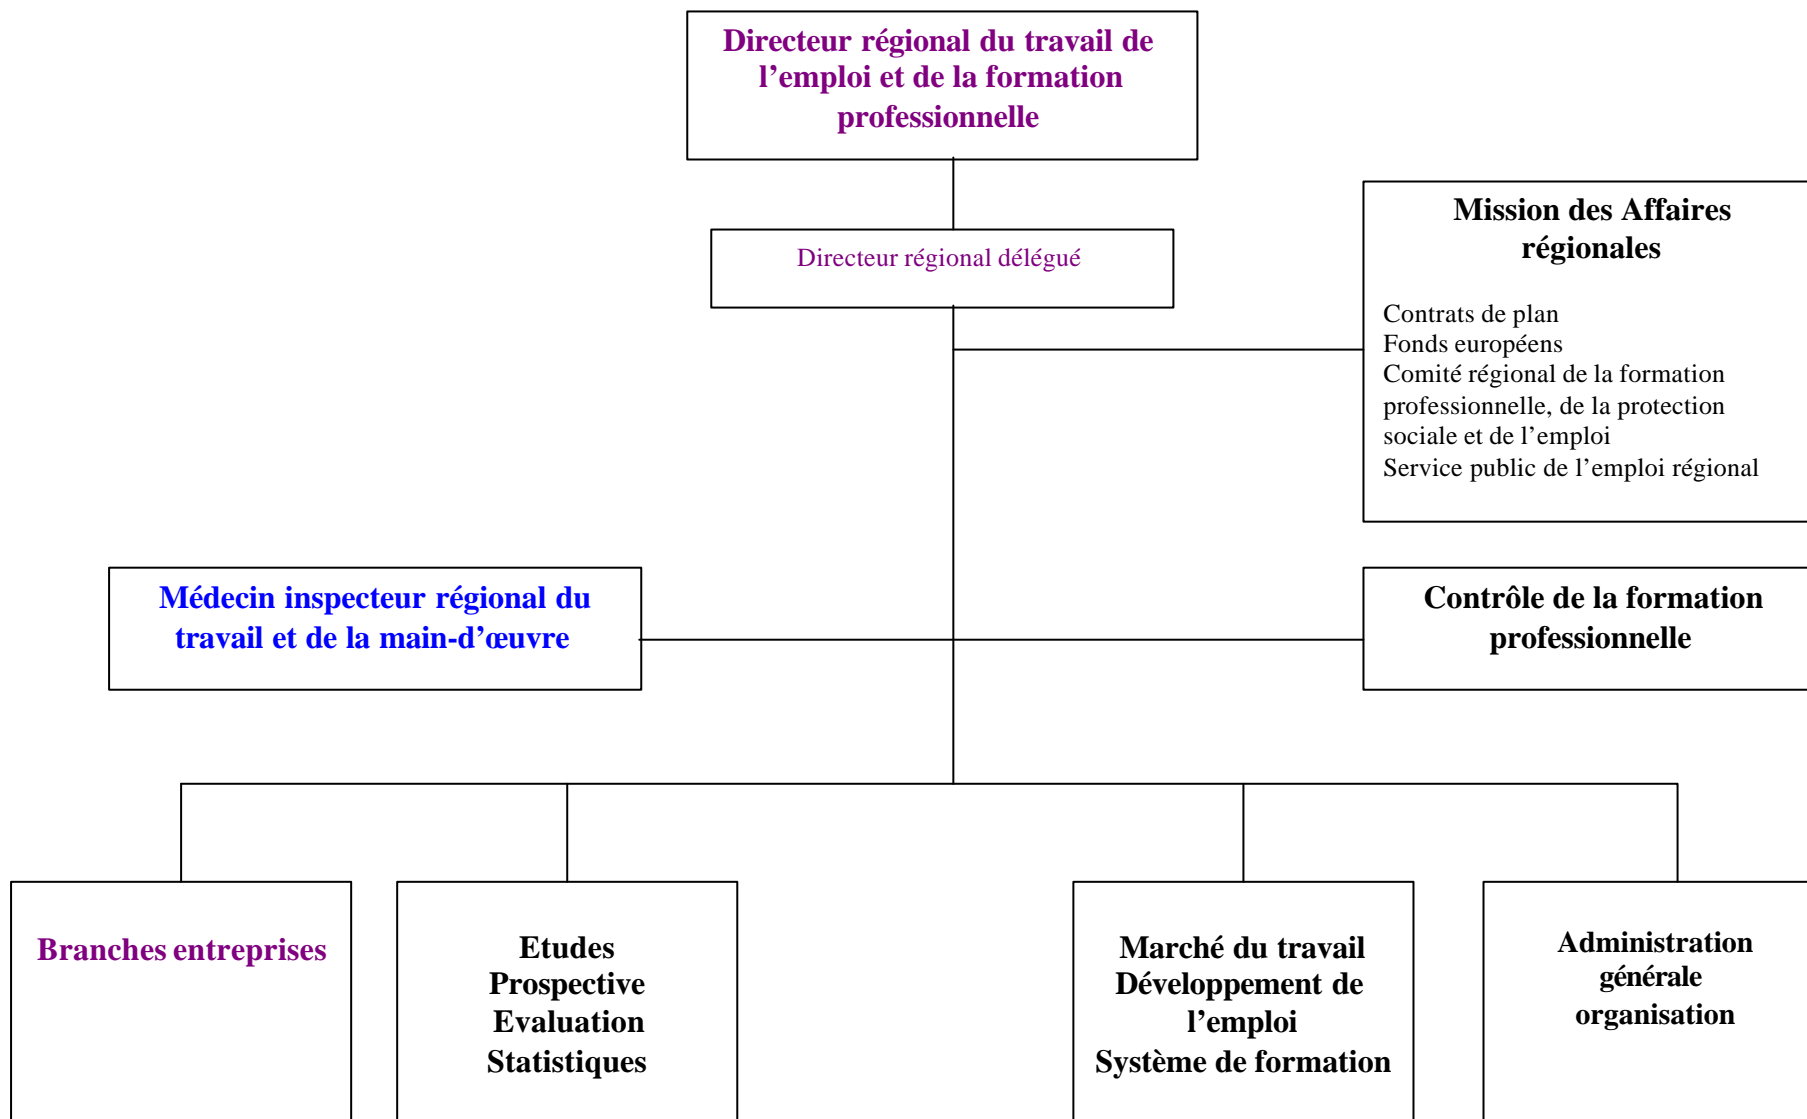 Directeur régional du travail de
l’emploi et de la formation
professionnelle
Directeur régional délégué
Mission des Affaires
régionales
Contrats de plan
Fonds européens
Comité régional de la formation
professionnelle, de la protection
sociale et de l’emploi
Service public de l’emploi régional
Médecin inspecteur régional du
travail et de la main-d’œuvre
Contrôle de la formation
professionnelle
Branches entreprises
Etudes
Prospective
Evaluation
Statistiques
Marché du travail
Développement de
l’emploi
Système de formation
Administration
générale
organisation